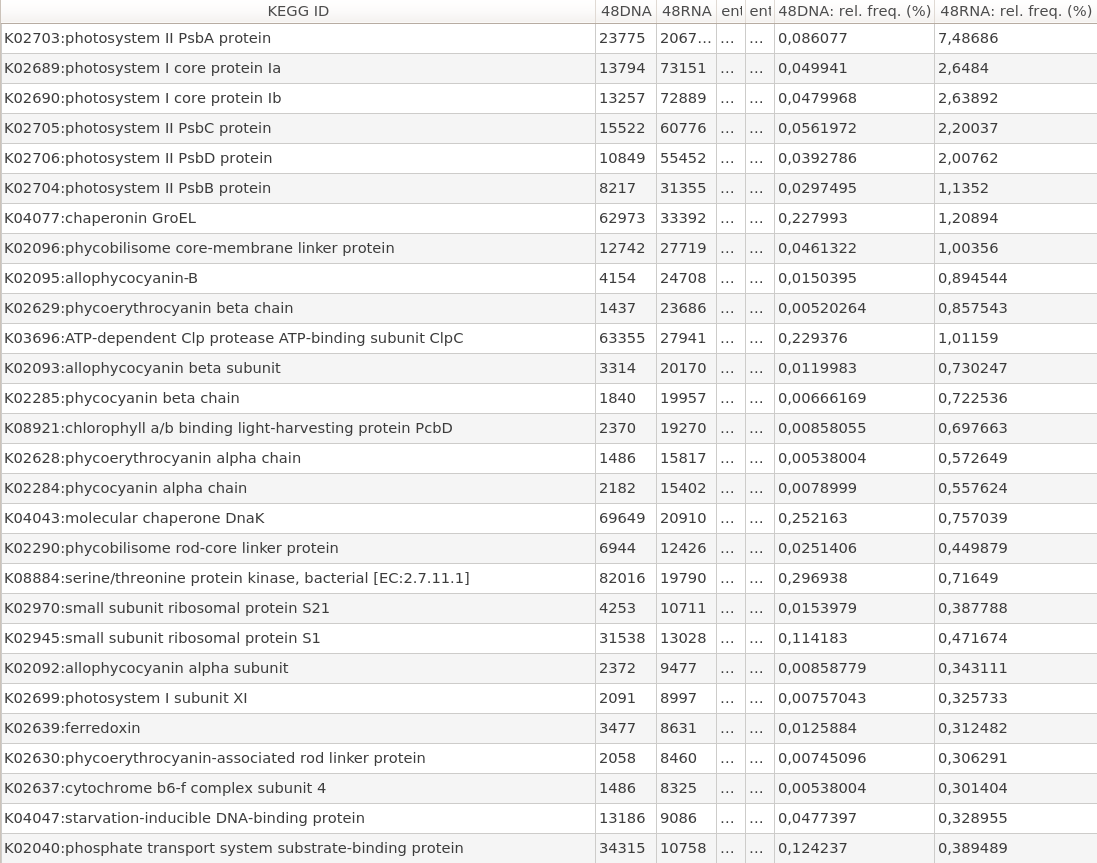 KEGG ID 48DNA 48RNA ent ent 48DNA: rel. freq. (%) 48RNA: rel. freq. (%)
K02703:photosystem II PsbA protein 23775 2067... ... ... 0,086077 7,48686
K02689:photosystem I core protein Ia 13794 73151 ... ... 0,049941 2,6484
K02690:photosystem I core protein Ib 13257 72889 ... ... 0,0479968 2,63892
K02705:photosystem II PsbC protein 15522 60776 ... ... 0,0561972 2,20037
K02706:photosystem II PsbD protein 10849 55452 ... ... 0,0392786 2,00762
K02704:photosystem II PsbB protein 8217 31355 ... ... 0,0297495 1,1352
K04077:chaperonin GroEL 62973 33392 ... ... 0,227993 1,20894
K02096:phycobilisome core-membrane linker protein 12742 27719 ... ... 0,0461322 1,00356
K02095:allophycocyanin-B 4154 24708 ... ... 0,0150395 0,894544
K02629:phycoerythrocyanin beta chain 1437 23686 ... ... 0,00520264 0,857543
K03696:ATP-dependent Clp protease ATP-binding subunit ClpC 63355 27941 ... ... 0,229376 1,01159
K02093:allophycocyanin beta subunit 3314 20170 ... ... 0,0119983 0,730247
K02285:phycocyanin beta chain 1840 19957 ... ... 0,00666169 0,722536
K08921:chlorophyll a/b binding light-harvesting protein PcbD 2370 19270 ... ... 0,00858055 0,697663
K02628:phycoerythrocyanin alpha chain 1486 15817 ... ... 0,00538004 0,572649
K02284:phycocyanin alpha chain 2182 15402 ... ... 0,0078999 0,557624
K04043:molecular chaperone DnaK 69649 20910 ... ... 0,252163 0,757039
K02290:phycobilisome rod-core linker protein 6944 12426 ... ... 0,0251406 0,449879
K08884:serine/threonine protein kinase, bacterial [EC:2.7.11.1] 82016 19790 ... ... 0,296938 0,71649
K02970:small subunit ribosomal protein S21 4253 10711 ... ... 0,0153979 0,387788
K02945:small subunit ribosomal protein S1 31538 13028 ... ... 0,114183 0,471674
K02092:allophycocyanin alpha subunit 2372 9477 ... ... 0,00858779 0,343111
K02699:photosystem I subunit XI 2091 8997 ... ... 0,00757043 0,325733
K02639:ferredoxin 3477 8631 ... ... 0,0125884 0,312482
K02630:phycoerythrocyanin-associated rod linker protein 2058 8460 ... ... 0,00745096 0,306291
K02637:cytochrome b6-f complex subunit 4 1486 8325 ... ... 0,00538004 0,301404
K04047:starvation-inducible DNA-binding protein 13186 9086 ... ... 0,0477397 0,328955
K02040:phosphate transport system substrate-binding protein 34315 10758 ... ... 0,124237 0,389489